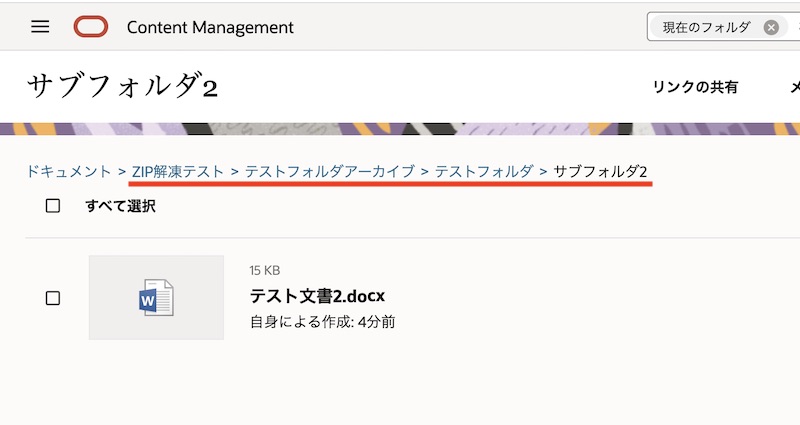 Content Management
現在のフォルダ
サブフォルダ2
リンクの共有
ドキュメント > ZIP解凍テスト > テストフォルダアーカイブ > テストフォルダ > サブフォルダ2
すべて選択
15 KB
W
テスト文書2.docx
自身による作成: 4分前